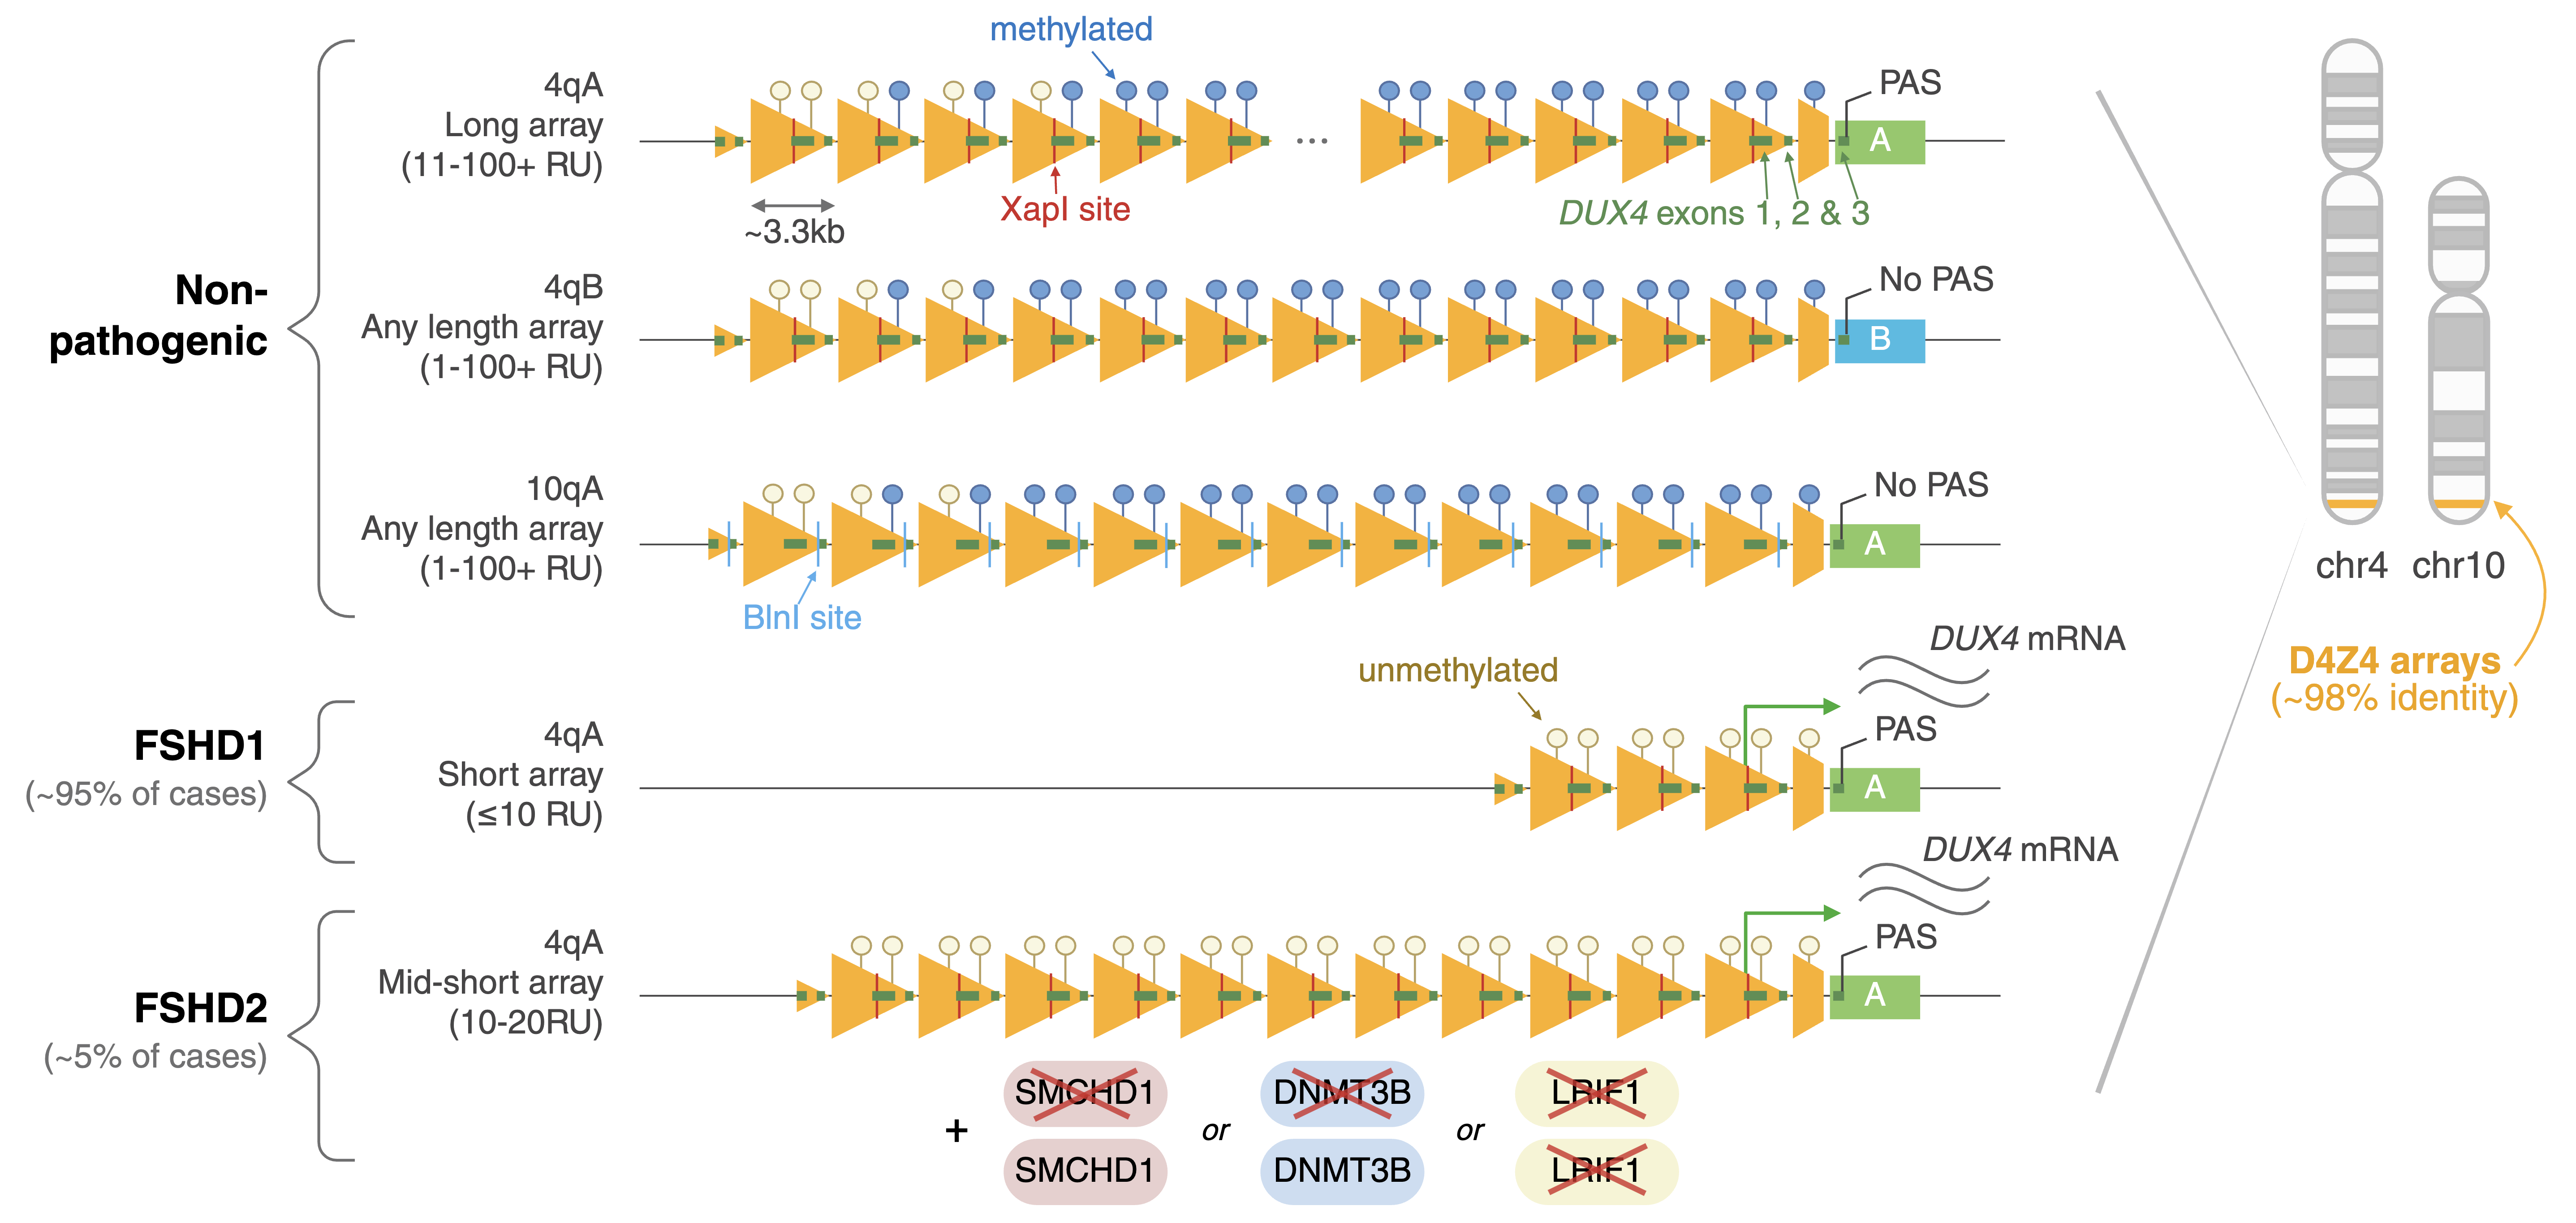 methylated
4qA
Long array
(11-100+ RU)
PAS
A
...
XapI site
~3.3kb
DUX4 exons 1, 2 & 3
Non-
pathogenic
4qB
Any length array
(1-100+ RU)
No PAS
B
10qA
Any length array
(1-100+ RU)
No PAS
A
BlnI site
chr4 chr10
D4Z4 arrays
(~98% identity)
FSHD1
(~95% of cases)
4qA
Short array
(≤10 RU)
unmethylated
DUX4 mRNA
PAS
A
FSHD2
(~5% of cases)
4qA
Mid-short array
(10-20RU)
DUX4 mRNA
PAS
A
SMCHD1 DNMT3B LRIF1
+ or or
SMCHD1 DNMT3B LRIF1